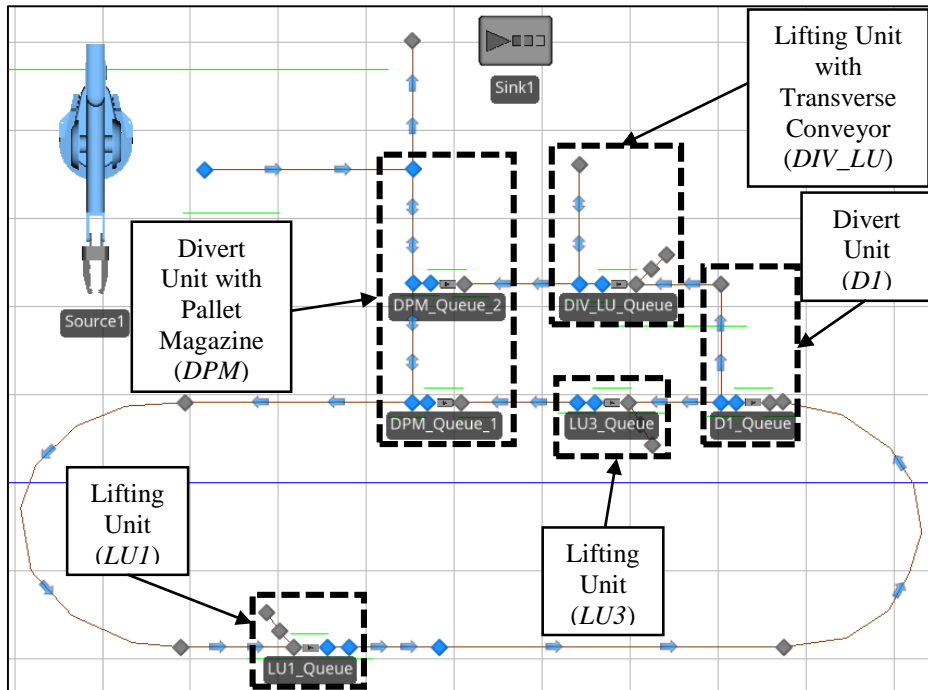 Lifting Unit
with
Transverse
Conveyor
(DIV_LU)
Sink1
Divert
Unit
(D1)
Divert
Unit with
Pallet
Magazine
(DPM)
Source1
DPM_Queue_2
DIV_LU_Queue
DPM_Queue_1
LU3_Queue
D1_Queue
Lifting
Unit
(LU1)
Lifting
Unit
(LU3)
LU1_Queue